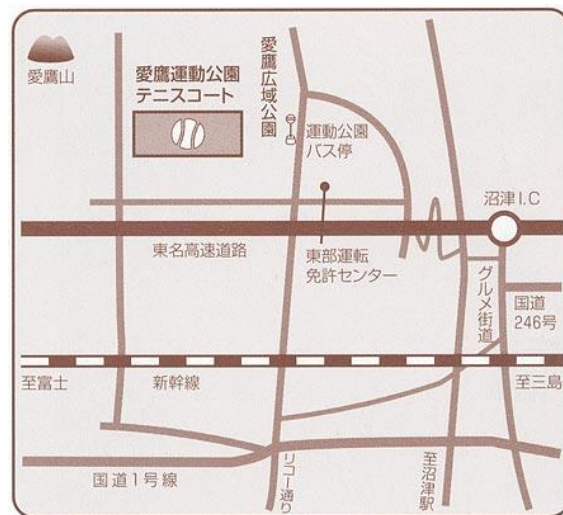 愛鷹山
愛鷹運動公園
テニスコート
愛鷹広域公園
運動公園
バス停
沼津I.C
東名高速道路
東部運転
免許センター
グルメ街道
国道
246号
至富士
新幹線
至三島
国道1号線
リコー通り
至沼津駅